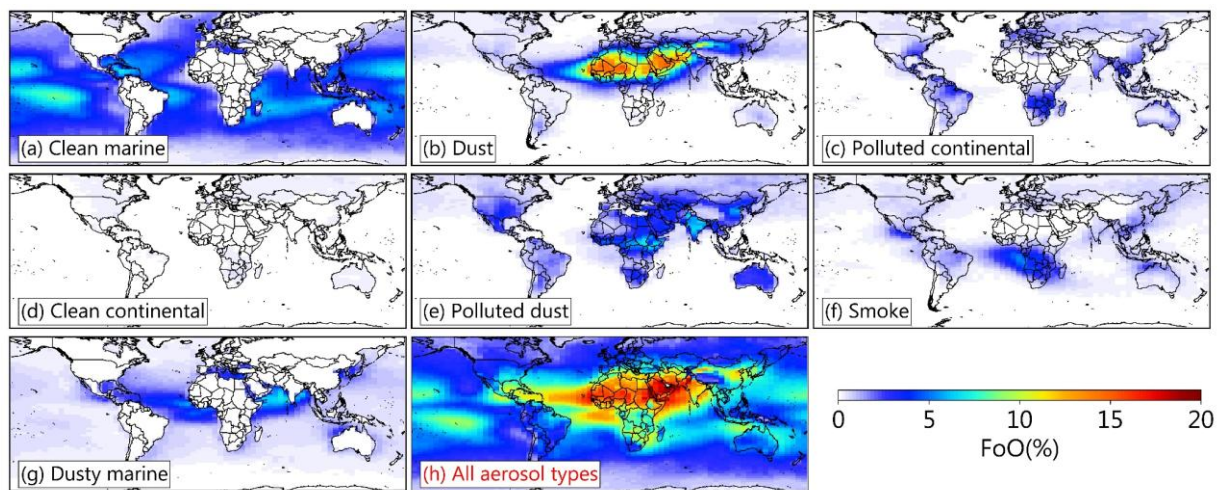 (a) Clean marine
(b) Dust
(c) Polluted continental
(d) Clean continental
(e) Polluted dust
(f) Smoke
(g) Dusty marine
(h) All aerosol types
0 5 10 15 20
FoO(%)